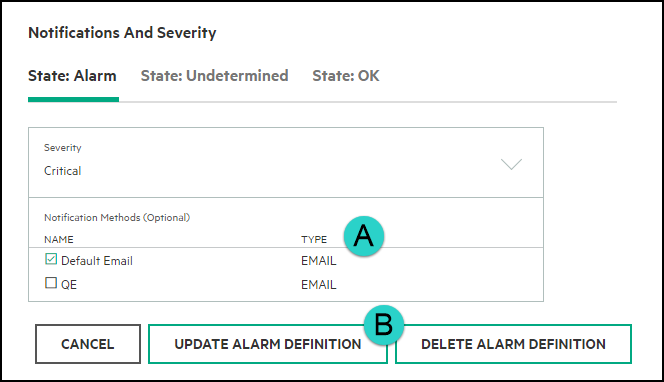 Notifications And Severity
State: Alarm State: Undetermined State: OK
Severity
Critical
Notification Methods (Optional)
NAME TYPE A
Default Email EMAIL
QE EMAIL
B
CANCEL UPDATE ALARM DEFINITION DELETE ALARM DEFINITION